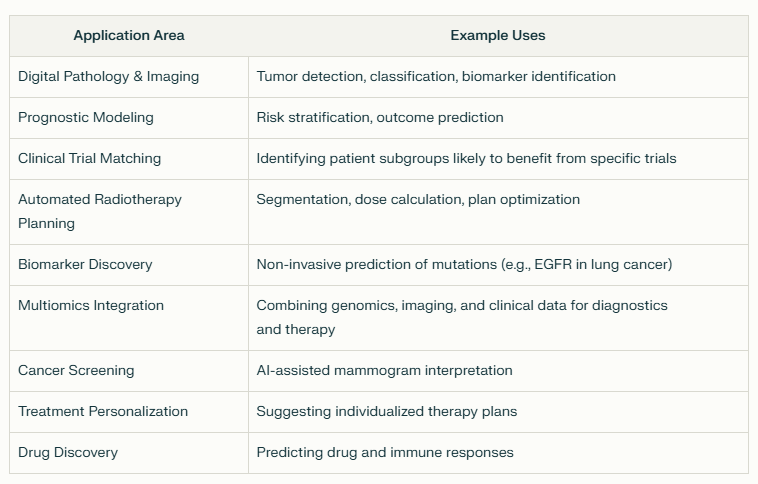 Application Area Example Uses
Digital Pathology & Imaging Tumor detection, classification, biomarker identification
Prognostic Modeling Risk stratification, outcome prediction
Clinical Trial Matching Identifying patient subgroups likely to benefit from specific trials
Automated Radiotherapy Segmentation, dose calculation, plan optimization
Planning
Biomarker Discovery Non-invasive prediction of mutations (e.g., EGFR in lung cancer)
Multiomics Integration Combining genomics, imaging, and clinical data for diagnostics
and therapy
Cancer Screening AI-assisted mammogram interpretation
Treatment Personalization Suggesting individualized therapy plans
Drug Discovery Predicting drug and immune responses